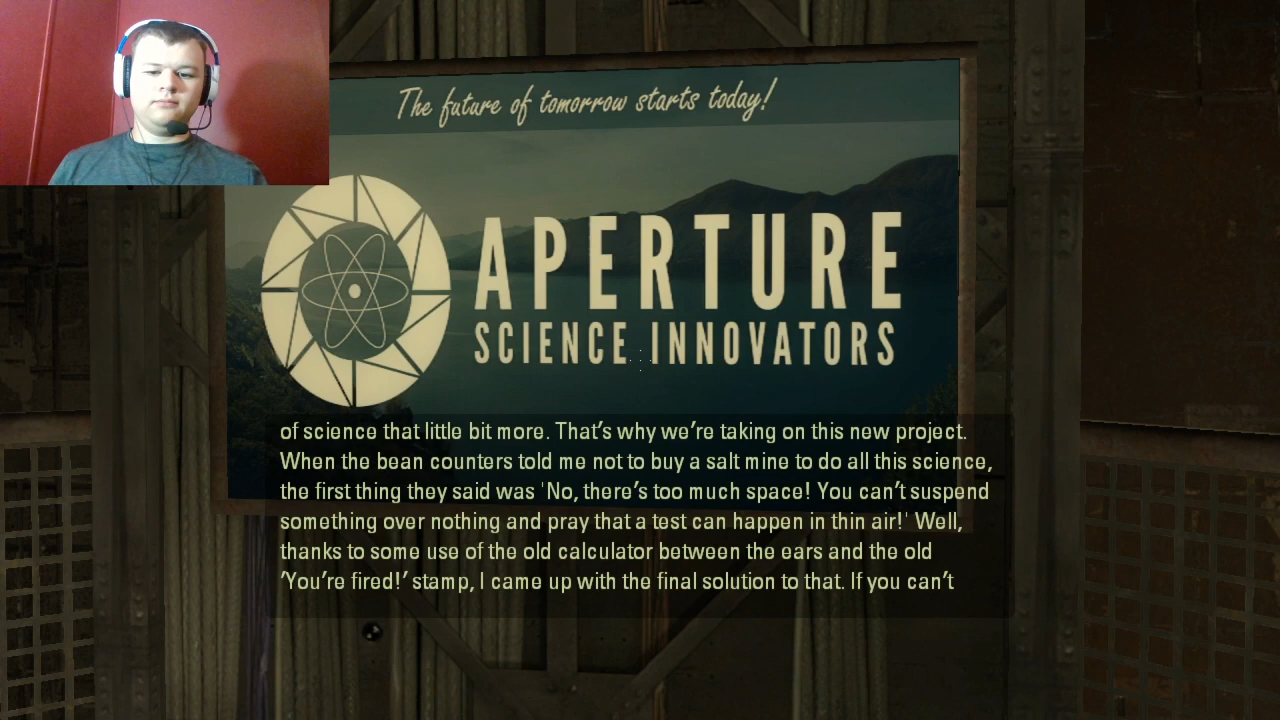 The future of tomorrow starts today!
APERTURE
SCIENCE INNOVATORS
of science that little bit more. That's why we're taking on this new project.
When the bean counters told me not to buy a salt mine to do all this science,
the first thing they said was 'No, there's too much space! You can't suspend
something over nothing and pray that a test can happen in thin air!' Well,
thanks to some use of the old calculator between the ears and the old
'You're fired!' stamp, I came up with the final solution to that. If you can't